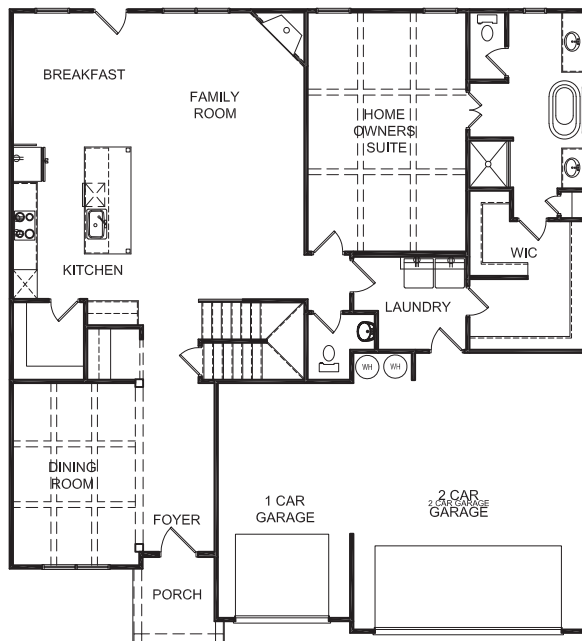 BREAKFAST
FAMILY
ROOM
HOME
OWNERS
SUITE
WIC
KITCHEN
LAUNDRY
WH WH
DINING
ROOM
1 CAR
GARAGE
2 CAR
2 CAR GARAGE
GARAGE
FOYER
PORCH